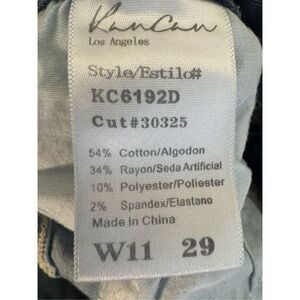 KanCan
Los Angeles
Style/Estilo#
KC6192D
Cut#30325
54% Cotton/Algodon
34% Rayon/Seda Artificial
10% Polyester/Poliester
2% Spandex/Elastano
Made in China
W11 29